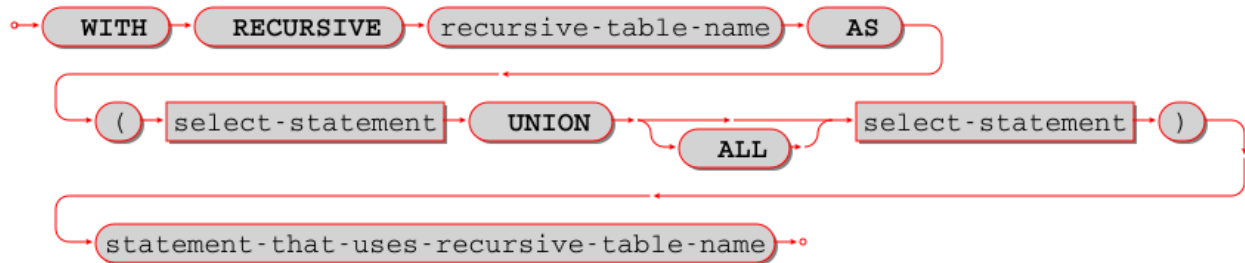 WITH RECURSIVE recursive-table-name AS
( select-statement UNION ALL select-statement )
statement-that-uses-recursive-table-name